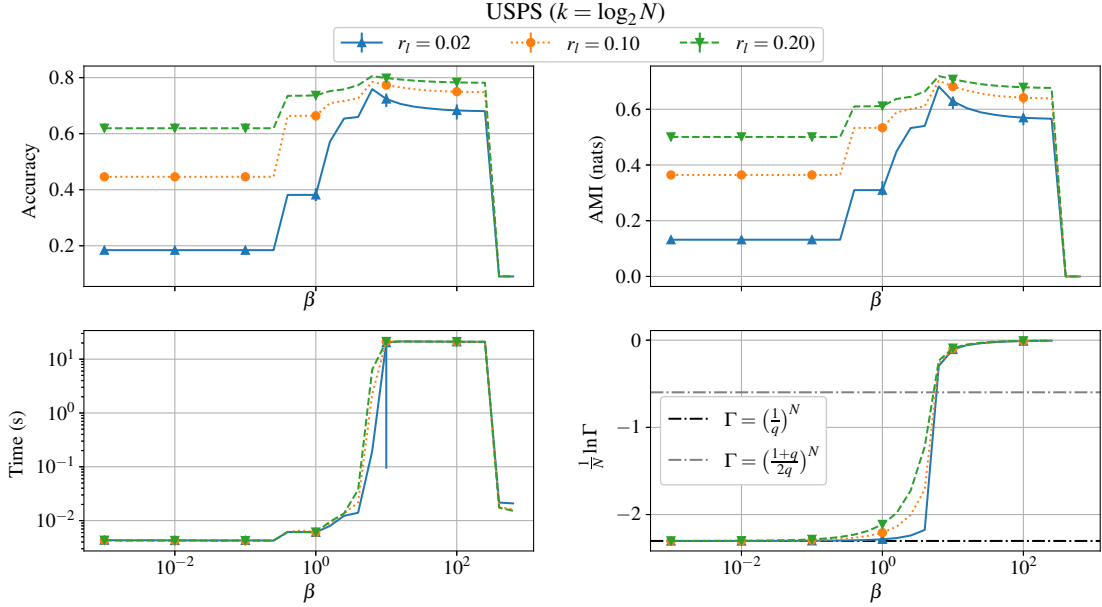 USPS (k = log₂ N)
r_l = 0.02 r_l = 0.10 r_l = 0.20)
Accuracy
0.8
0.6
0.4
0.2
β
AMI (nats)
0.6
0.4
0.2
0.0
β
Time (s)
10¹
10⁰
10⁻¹
10⁻²
10⁻² 10⁰ 10²
β
1/N ln Γ
0
−1
−2
Γ = (1/q)^N
Γ = ((1+q)/2q)^N
10⁻² 10⁰ 10²
β